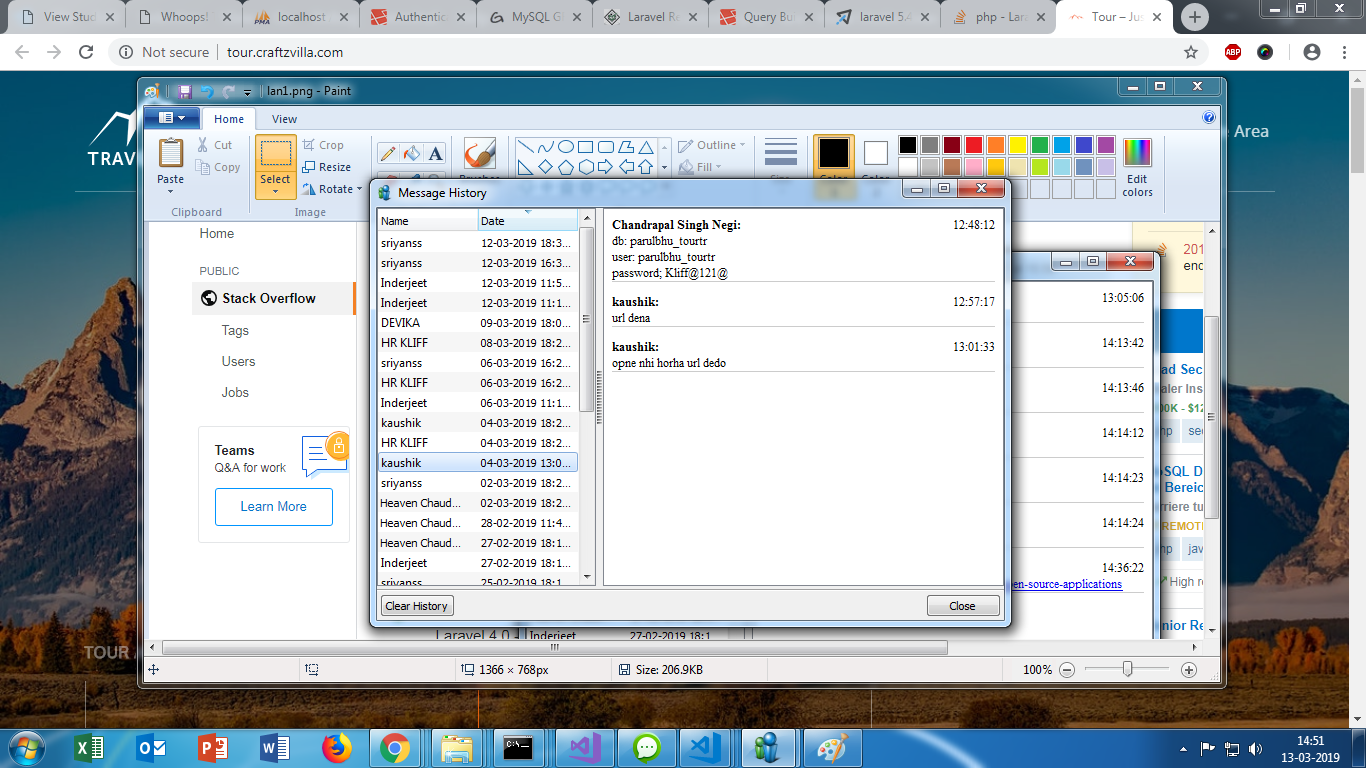 View Stud
Whoops!
localhost
Authentic
MySQL G
Laravel Re
Query Bu
laravel 5.4
php - Lara
Tour – Jus
Not secure
tour.craftzvilla.com
ABP
TRAV
e Area
lan1.png - Paint
Home
View
Paste
Cut
Copy
Clipboard
Select
Crop
Resize
Rotate
Image
A
Outline
Fill
Edit
colors
Home
PUBLIC
Stack Overflow
Tags
Users
Jobs
Teams
Q&A for work
Learn More
Message History
Name Date
sriyanss 12-03-2019 18:3...
sriyanss 12-03-2019 16:3...
Inderjeet 12-03-2019 11:5...
Inderjeet 12-03-2019 11:1...
DEVIKA 09-03-2019 18:0...
HR KLIFF 08-03-2019 18:2...
sriyanss 06-03-2019 16:2...
HR KLIFF 06-03-2019 16:2...
Inderjeet 06-03-2019 11:1...
kaushik 04-03-2019 18:2...
HR KLIFF 04-03-2019 18:2...
kaushik 04-03-2019 13:0...
sriyanss 02-03-2019 18:2...
Heaven Chaud... 02-03-2019 18:2...
Heaven Chaud... 28-02-2019 11:4...
Heaven Chaud... 27-02-2019 18:1...
Inderjeet 27-02-2019 18:1...
sriyanss 25-02-2019 18:1
Chandrapal Singh Negi: 12:48:12
db: parulbhu_tourtr
user: parulbhu_tourtr
password; Kliff@121@
kaushik: 12:57:17
url dena
kaushik: 13:01:33
opne nhi horha url dedo
Clear History
Close
13:05:06
14:13:42
14:13:46
14:14:12
14:14:23
14:14:24
14:36:22
en-source-applications
201
enc
ad Sec
aler Ins
00K - $12
hp sec
SQL D
Bereic
rriere tu
REMOTE
hp jav
High re
nior Re
Laravel 4.0
Inderjeet 27-02-2019 18:1
TOUR
1366 × 768px
Size: 206.9KB
100%
14:51
13-03-2019